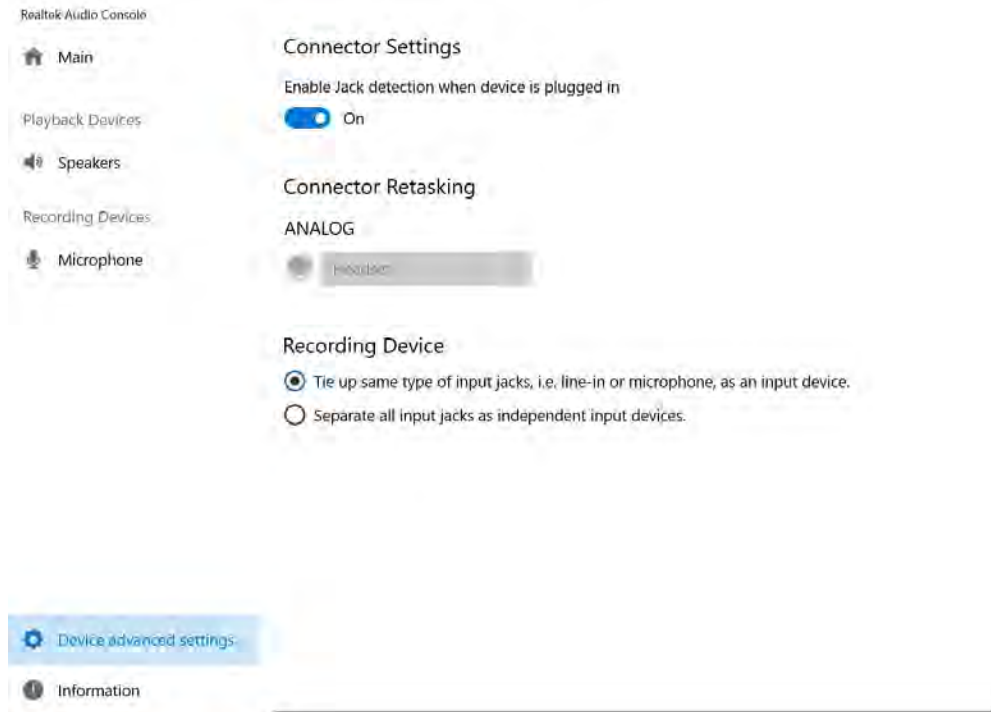 Realtek Audio Console
Main
Playback Devices
Speakers
Recording Devices
Microphone
Device advanced settings
Information
Connector Settings
Enable Jack detection when device is plugged in
On
Connector Retasking
ANALOG
Headset
Recording Device
Tie up same type of input jacks, i.e. line-in or microphone, as an input device.
Separate all input jacks as independent input devices.